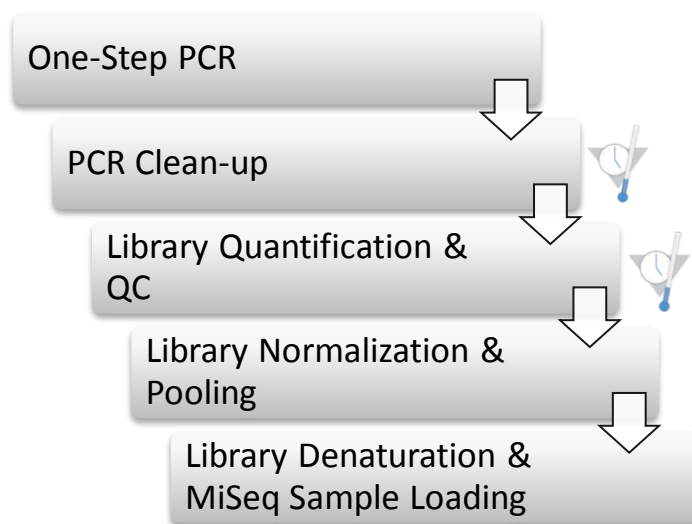 One-Step PCR
PCR Clean-up
Library Quantification &
QC
Library Normalization &
Pooling
Library Denaturation &
MiSeq Sample Loading